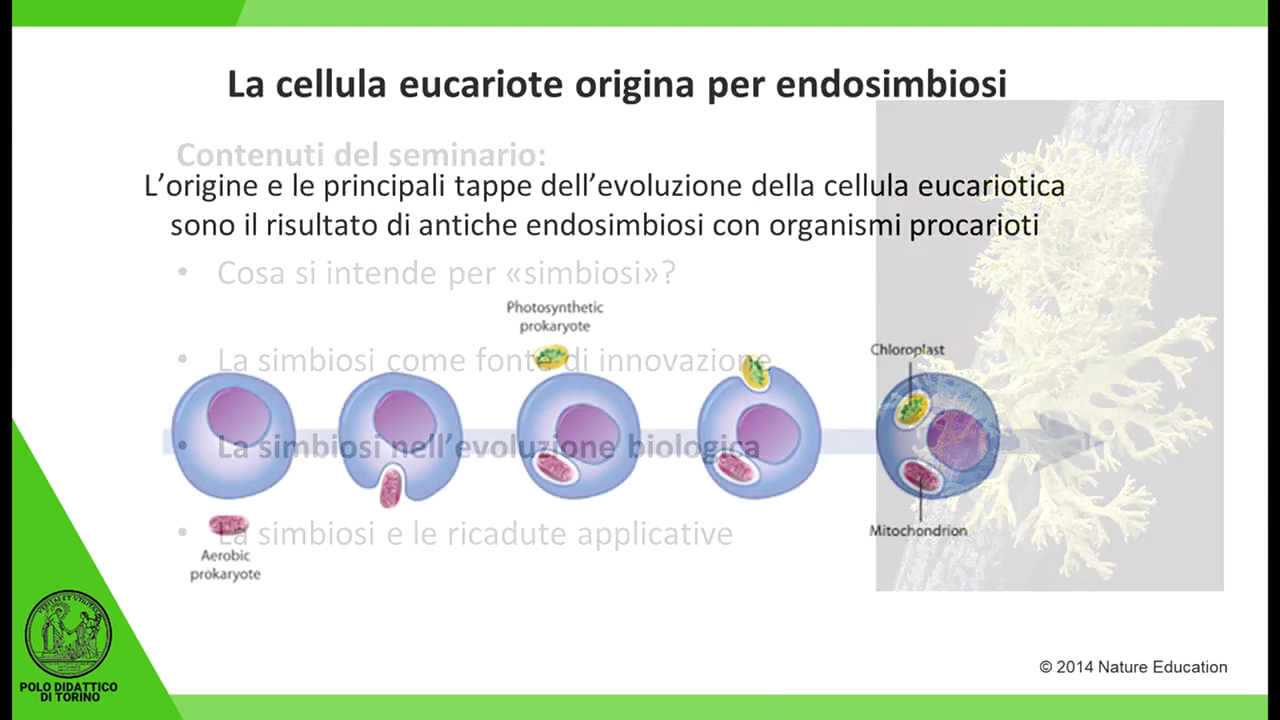 La cellula eucariote origina per endosimbiosi
Contenuti del seminario:
L’origine e le principali tappe dell’evoluzione della cellula eucariotica
sono il risultato di antiche endosimbiosi con organismi procarioti
• Cosa si intende per «simbiosi»?
Photosynthetic
prokaryote
Chloroplast
• La simbiosi come fonte di innovazione
• La simbiosi nell’evoluzione biologica
• La simbiosi e le ricadute applicative
Mitochondrion
Aerobic
prokaryote
© 2014 Nature Education
POLO DIDATTICO
DI TORINO